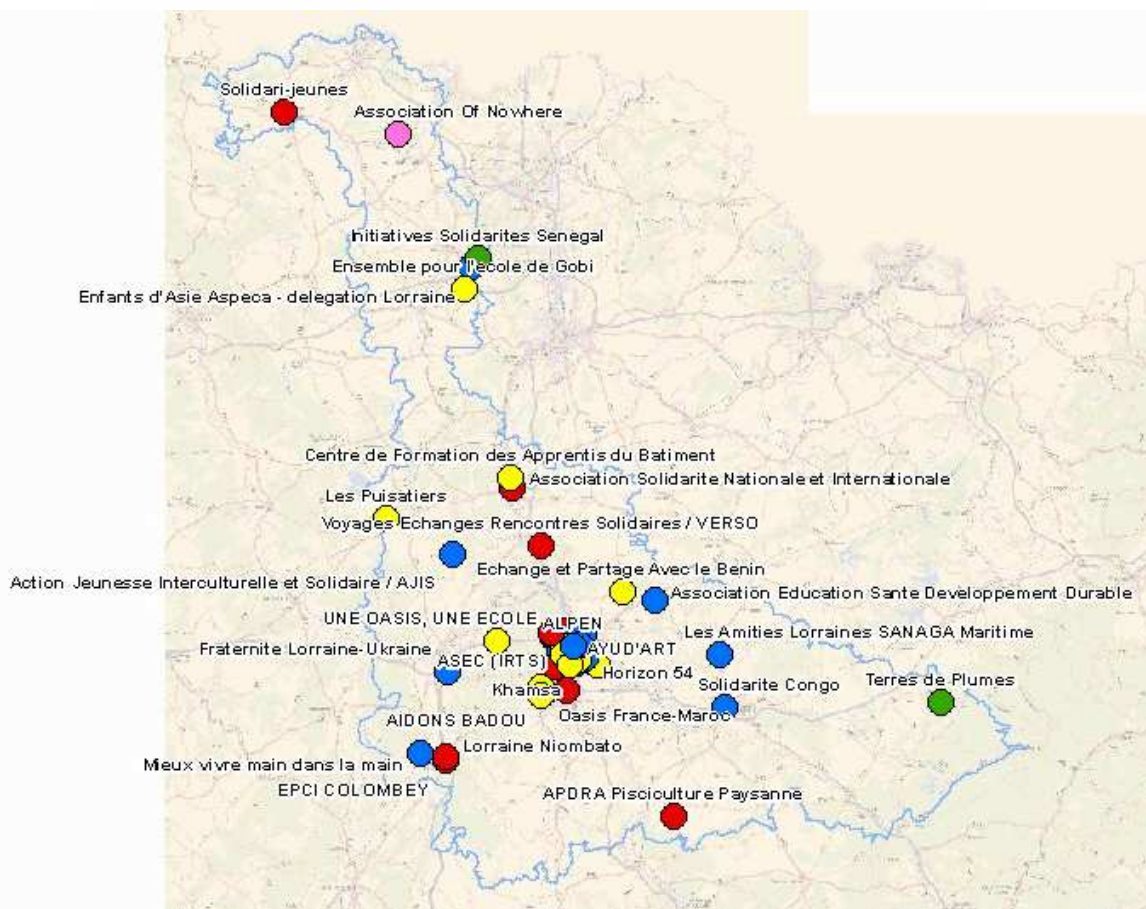 Solidari-jeunes
Association Of Nowhere
Initiatives Solidarites Senegal
Ensemble pour l'ecole de Gobi
Enfants d'Asie Aspeca - delegation Lorraine
Centre de Formation des Apprentis du Batiment
Association Solidarite Nationale et Internationale
Les Puisatiers
Voyages Echanges Rencontres Solidaires / VERSO
Echange et Partage Avec le Benin
Action Jeunesse Interculturelle et Solidaire / AJIS
Association Education Sante Developpement Durable
UNE OASIS, UNE ECOLE
ALPEN
Les Amities Lorraines SANAGA Maritime
Fraternite Lorraine-Ukraine
AYUD'ART
ASEC (IRTS)
Horizon 54
Khamsa
Solidarite Congo
Terres de Plumes
AIDONS BADOU
Oasis France-Maroc
Lorraine Niombato
Mieux vivre main dans la main
EPCI COLOMBEY
APDRA Pisciculture Paysanne